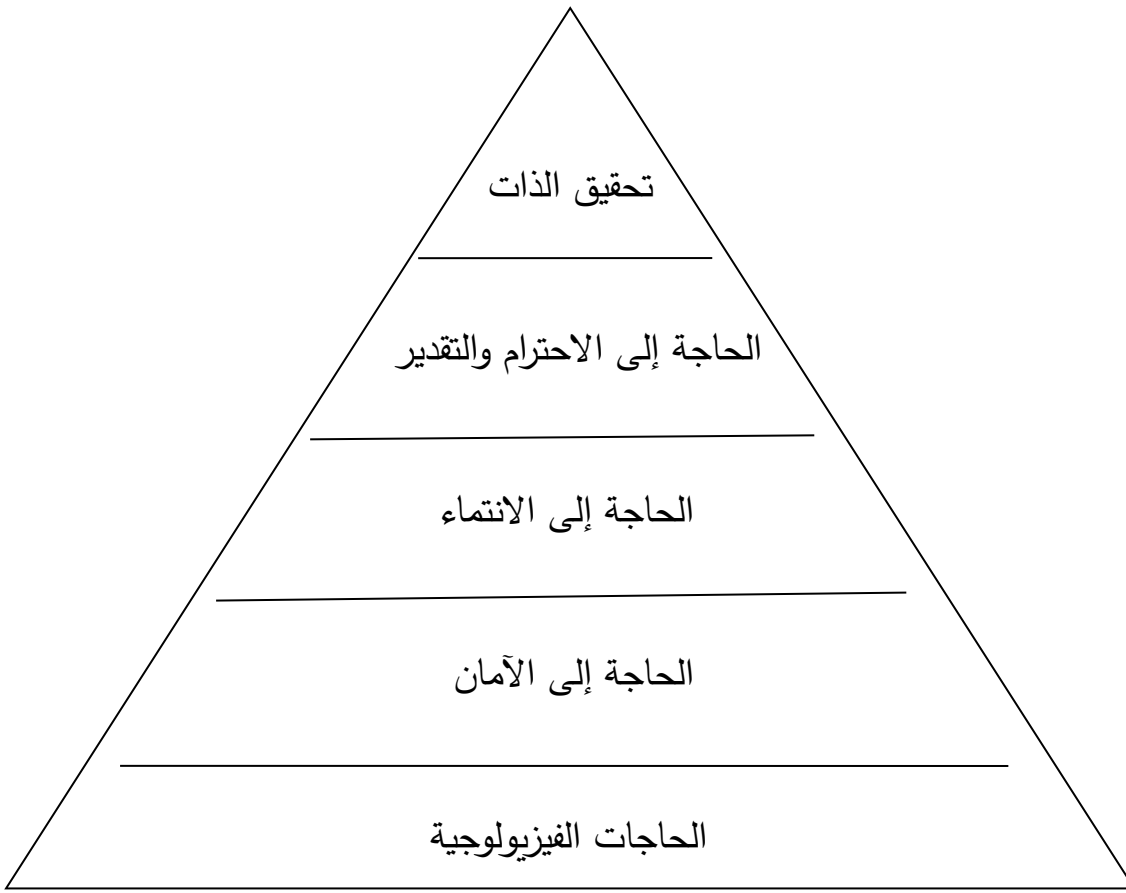 تحقيق الذات
الحاجة إلى الاحترام والتقدير
الحاجة إلى الانتماء
الحاجة إلى الآمان
الحاجات الفيزيولوجية